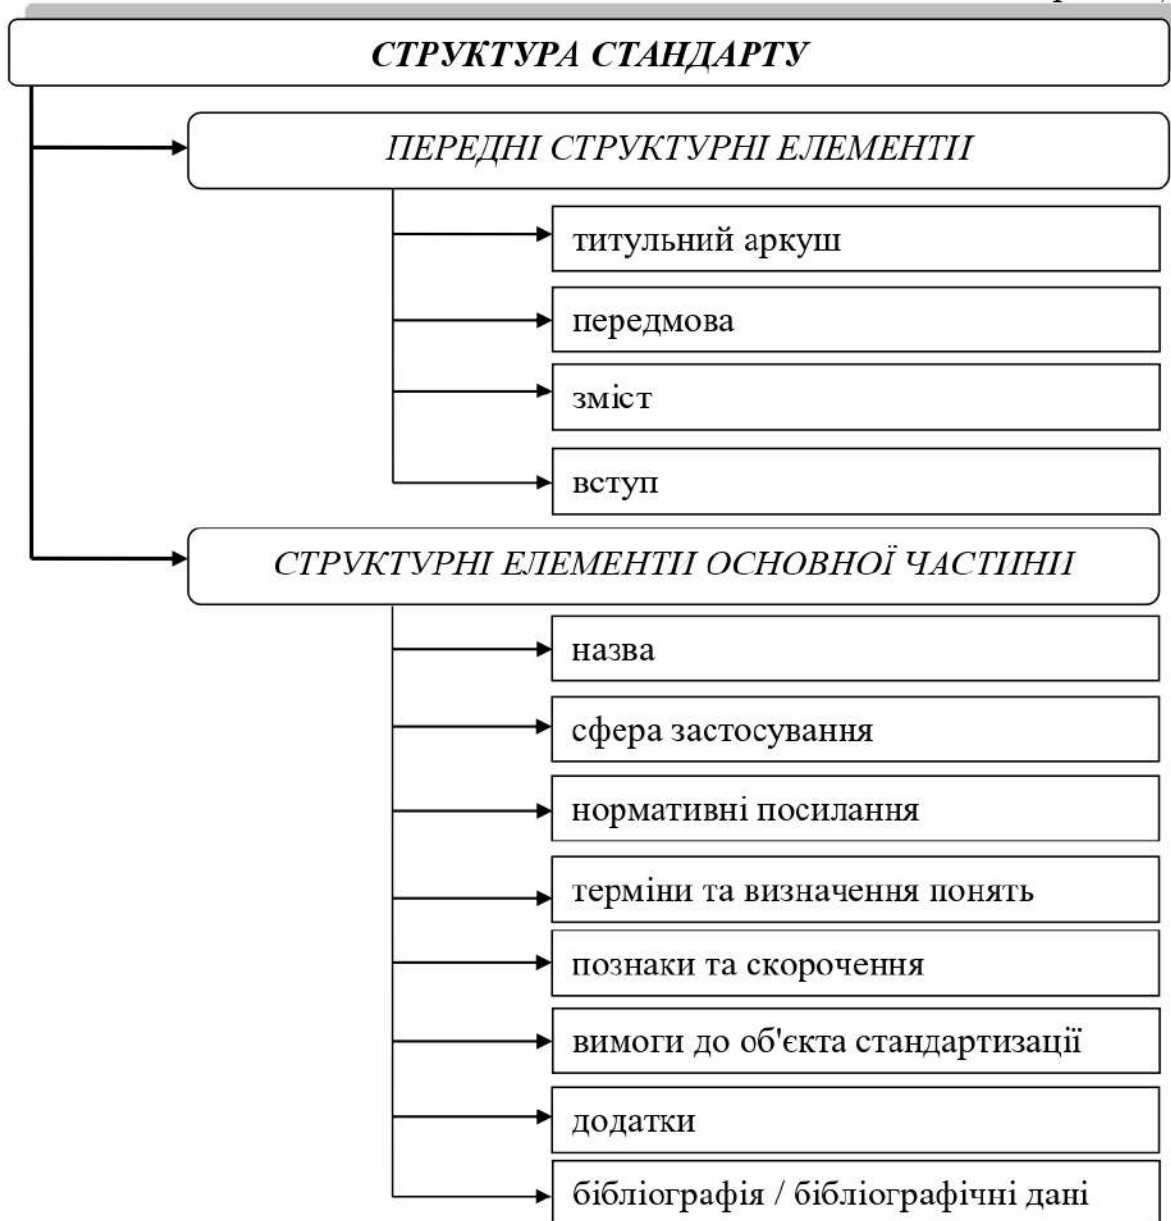 СТРУКТУРА СТАНДАРТУ
ПЕРЕДНІ СТРУКТУРНІ ЕЛЕМЕНТИ
титульний аркуш
передмова
зміст
вступ
СТРУКТУРНІ ЕЛЕМЕНТИ ОСНОВНОЇ ЧАСТИНИ
назва
сфера застосування
нормативні посилання
терміни та визначення понять
познаки та скорочення
вимоги до об'єкта стандартизації
додатки
бібліографія / бібліографічні дані